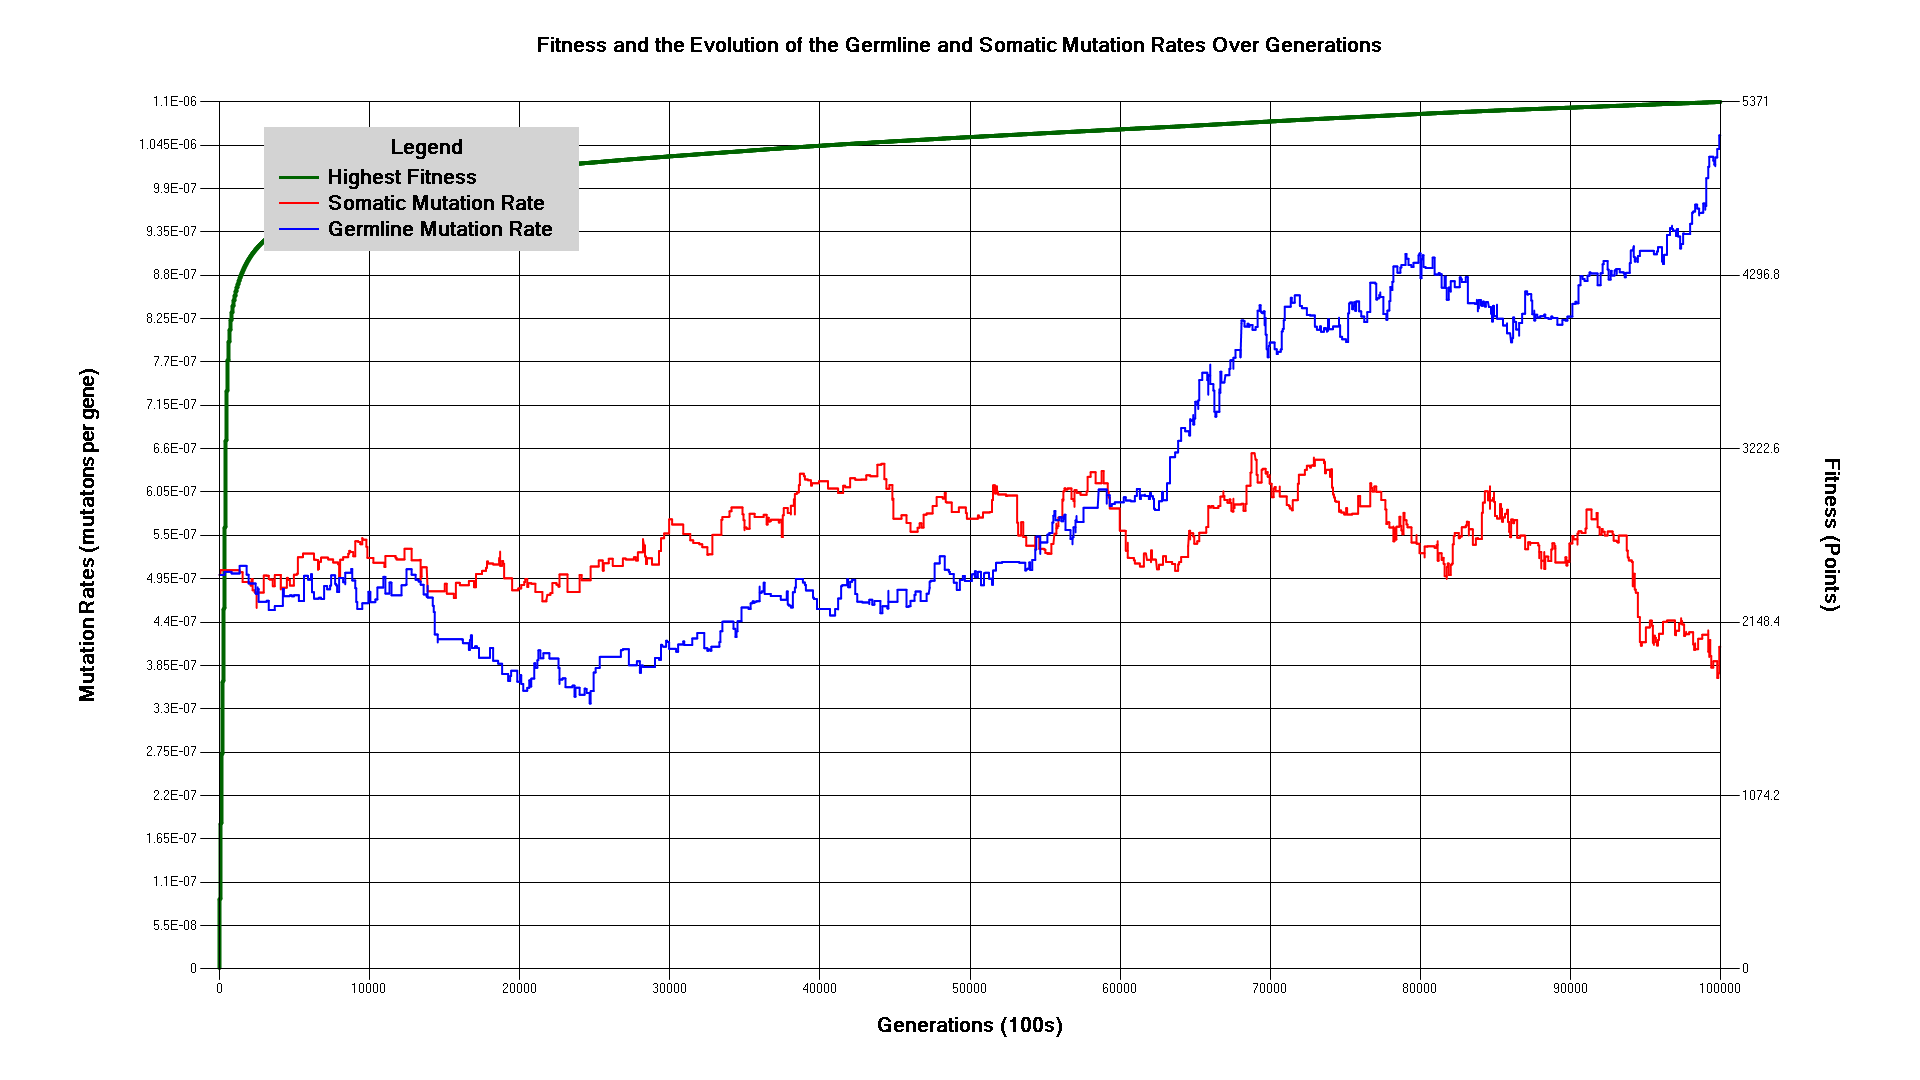 Fitness and the Evolution of the Germline and Somatic Mutation Rates Over Generations
Legend
Highest Fitness
Somatic Mutation Rate
Germline Mutation Rate
Mutation Rates (mutatons per gene)
1.1E-06
1.045E-06
9.9E-07
9.35E-07
8.8E-07
8.25E-07
7.7E-07
7.15E-07
6.6E-07
6.05E-07
5.5E-07
4.95E-07
4.4E-07
3.85E-07
3.3E-07
2.75E-07
2.2E-07
1.65E-07
1.1E-07
5.5E-08
0
5371
4296.8
3222.6
2148.4
1074.2
0
Fitness (Points)
0 10000 20000 30000 40000 50000 60000 70000 80000 90000 100000
Generations (100s)